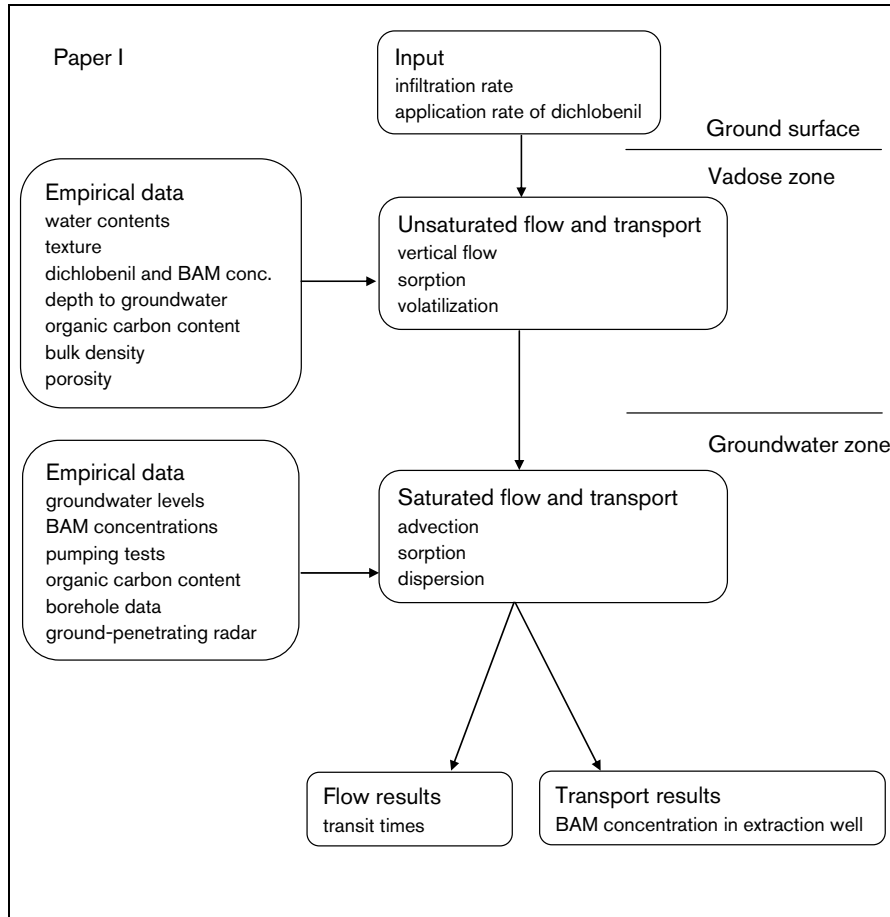 Paper I
Input
infiltration rate
application rate of dichlobenil
Ground surface
Vadose zone
Empirical data
water contents
texture
dichlobenil and BAM conc.
depth to groundwater
organic carbon content
bulk density
porosity
Unsaturated flow and transport
vertical flow
sorption
volatilization
Groundwater zone
Empirical data
groundwater levels
BAM concentrations
pumping tests
organic carbon content
borehole data
ground-penetrating radar
Saturated flow and transport
advection
sorption
dispersion
Flow results
transit times
Transport results
BAM concentration in extraction well